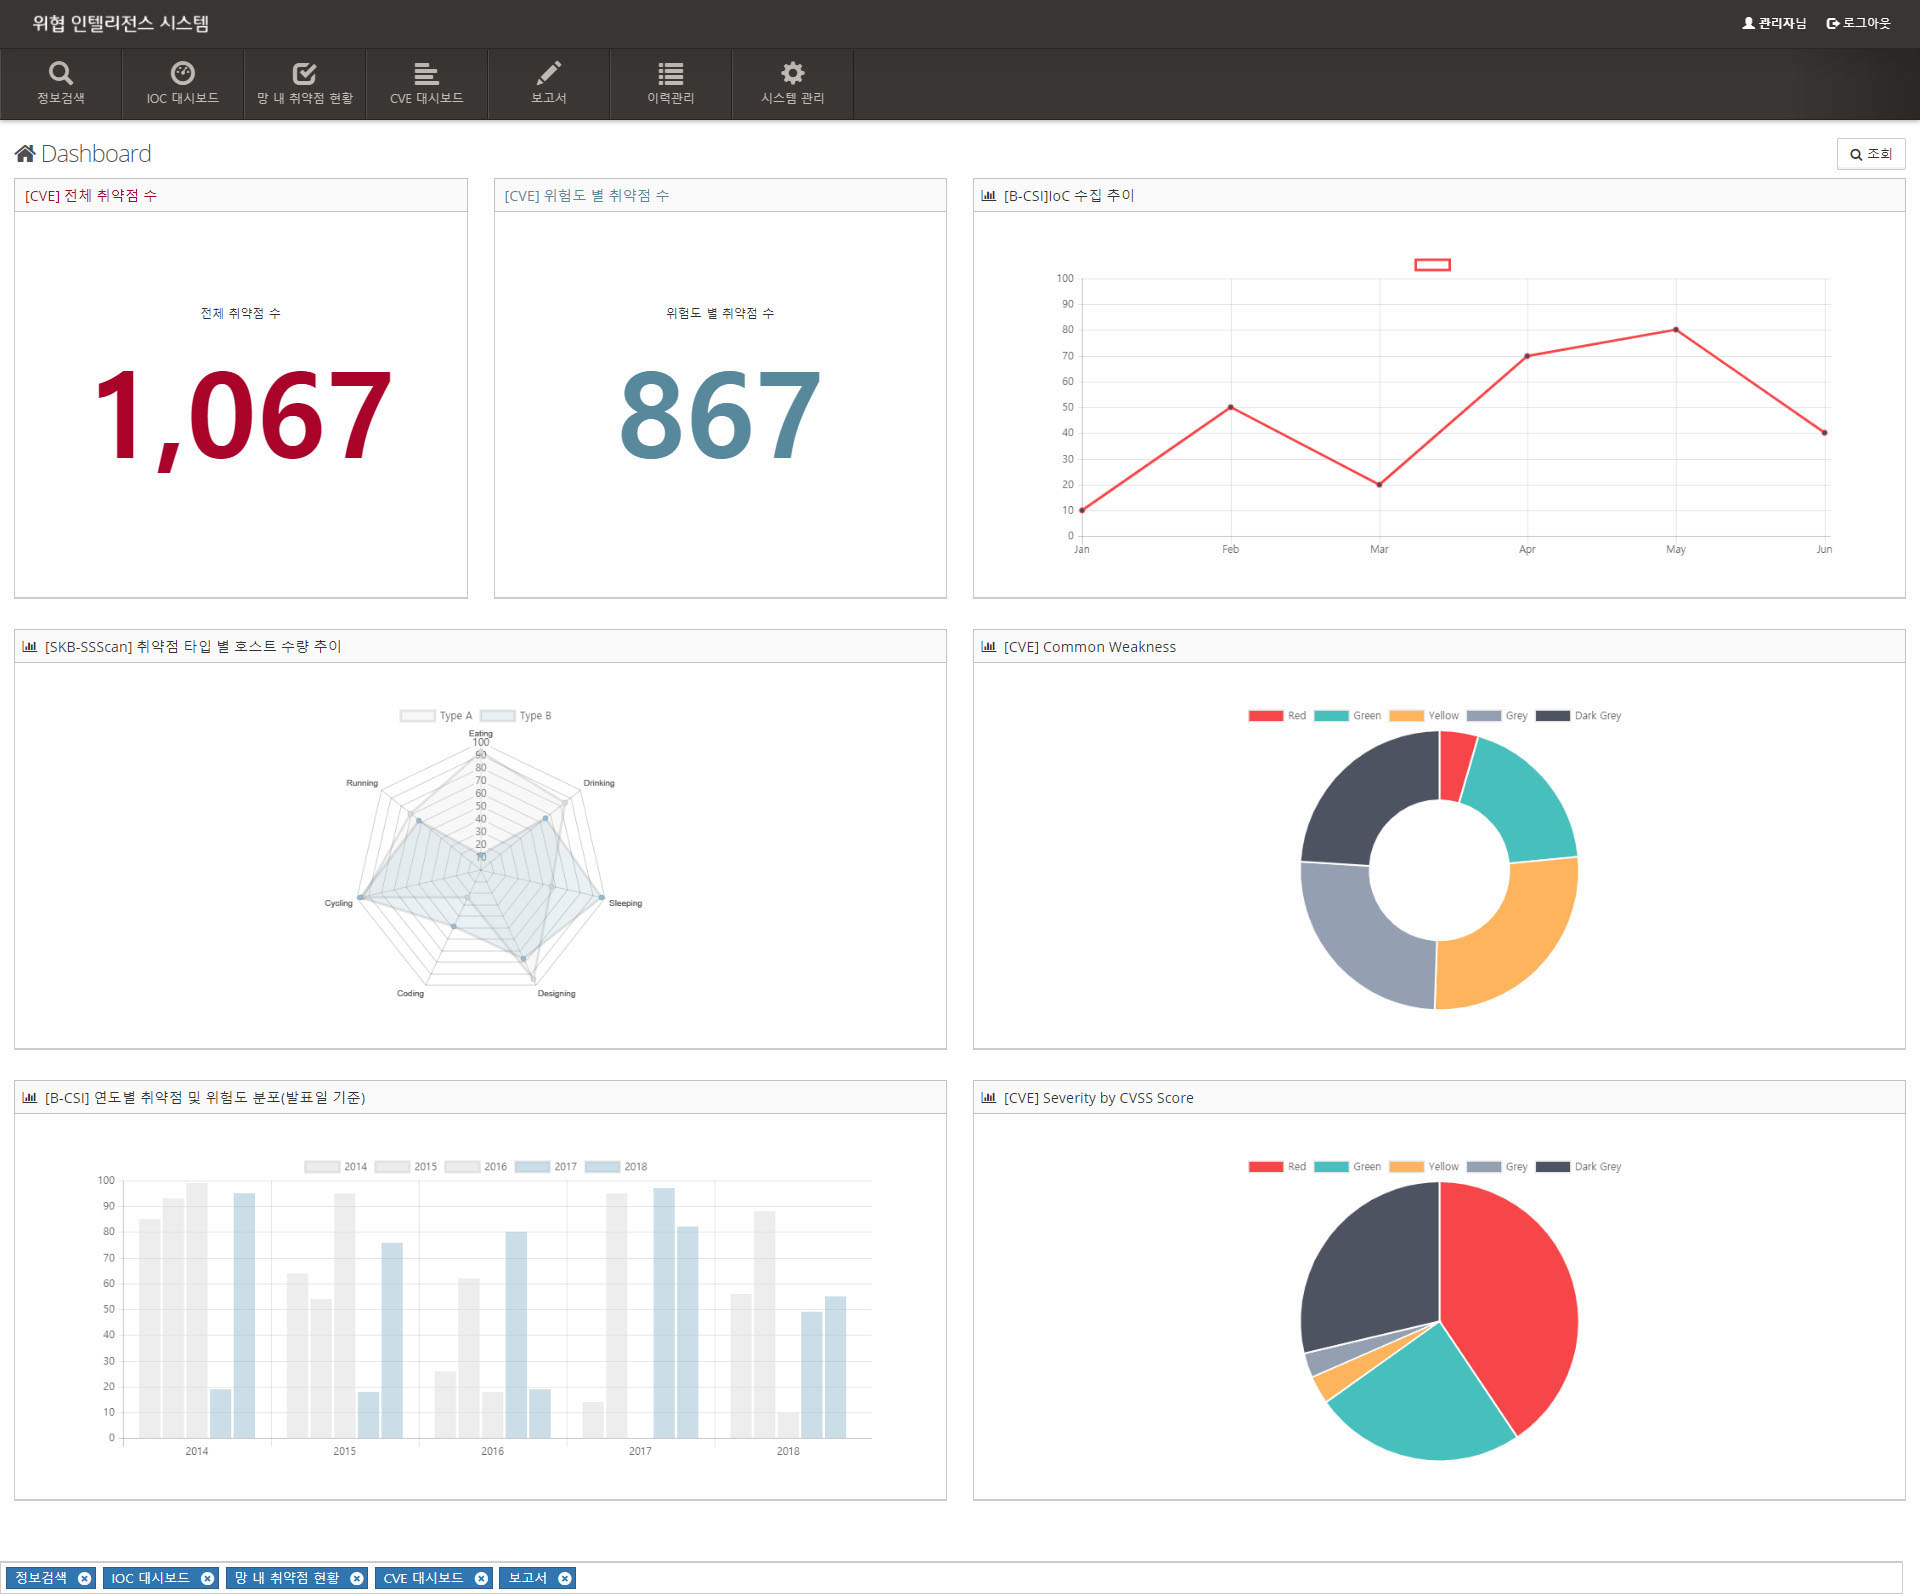 위협 인텔리전스 시스템
관리자님 로그아웃
정보검색 IOC 대시보드 망 내 취약점 현황 CVE 대시보드 보고서 이력관리 시스템 관리
Dashboard
조회
[CVE] 전체 취약점 수
전체 취약점 수
1,067
[CVE] 위험도 별 취약점 수
위험도 별 취약점 수
867
[B-CSI]IoC 수집 추이
100
90
80
70
60
50
40
30
20
10
0
Jan Feb Mar Apr May Jun
[SKB-SSScan] 취약점 타입 별 호스트 수량 추이
Type A Type B
Eating
100
90
80
70
60
50
40
30
20
10
Running Drinking
Cycling Sleeping
Coding Designing
[CVE] Common Weakness
Red Green Yellow Grey Dark Grey
[B-CSI] 연도별 취약점 및 위험도 분포(발표일 기준)
2014 2015 2016 2017 2018
100
90
80
70
60
50
40
30
20
10
0
2014 2015 2016 2017 2018
[CVE] Severity by CVSS Score
Red Green Yellow Grey Dark Grey
정보검색 IOC 대시보드 망 내 취약점 현황 CVE 대시보드 보고서